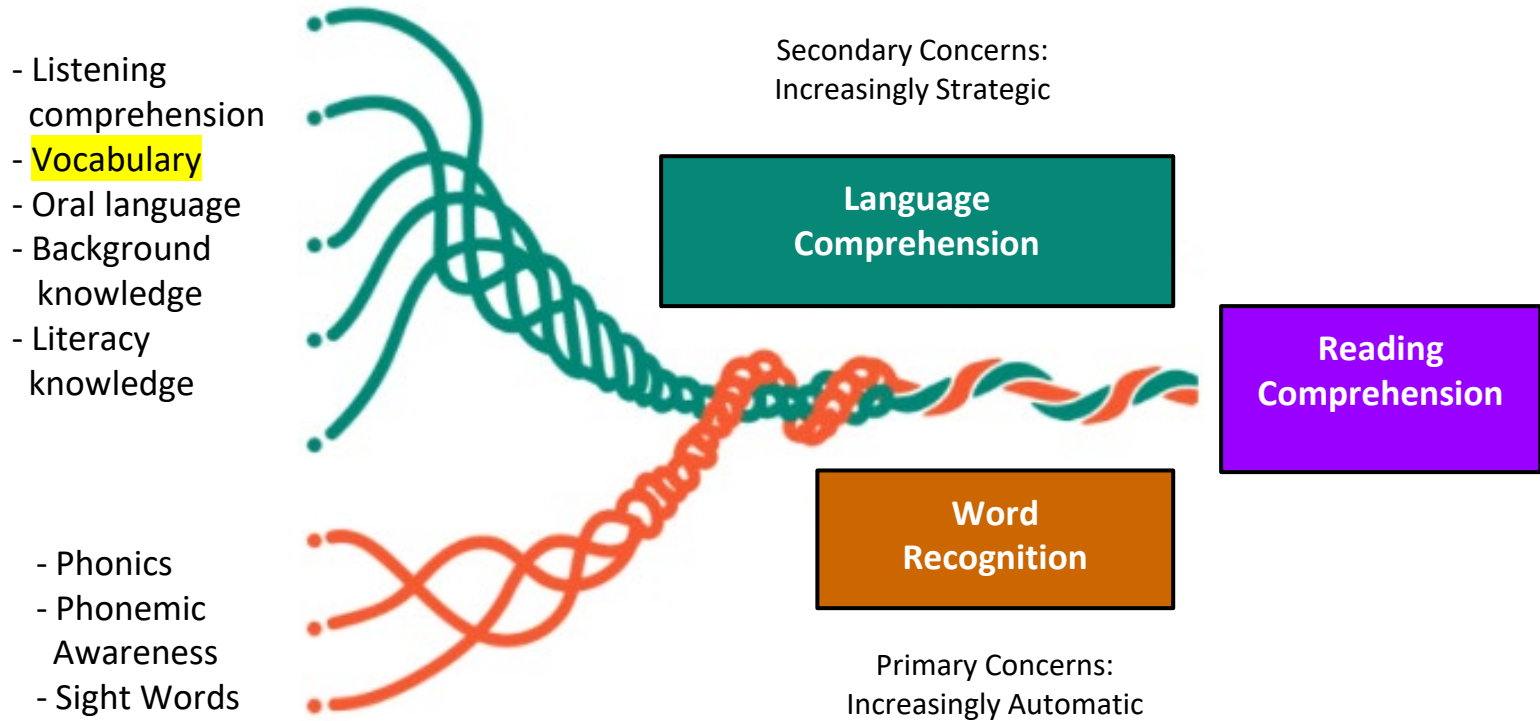 - Listening
comprehension
- Vocabulary
- Oral language
- Background
knowledge
- Literacy
knowledge
Secondary Concerns:
Increasingly Strategic
Language
Comprehension
Reading
Comprehension
- Phonics
- Phonemic
Awareness
- Sight Words
Word
Recognition
Primary Concerns:
Increasingly Automatic